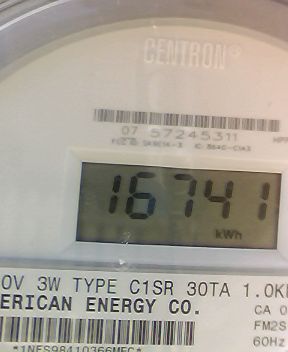 CENTRON®
07 57245311
16741
kWh
0V 3W TYPE C1SR 30TA 1.0K
ERICAN ENERGY CO.
CA 0
FM2S
60Hz